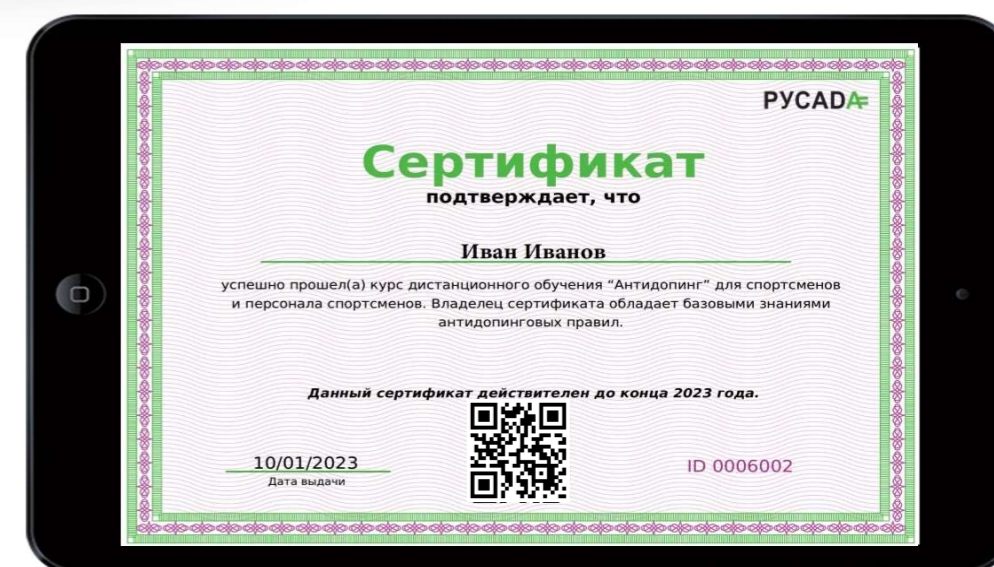 РУСАДА
Сертификат
подтверждает, что
Иван Иванов
успешно прошел(а) курс дистанционного обучения “Антидопинг” для спортсменов
и персонала спортсменов. Владелец сертификата обладает базовыми знаниями
антидопинговых правил.
Данный сертификат действителен до конца 2023 года.
10/01/2023
Дата выдачи
ID 0006002